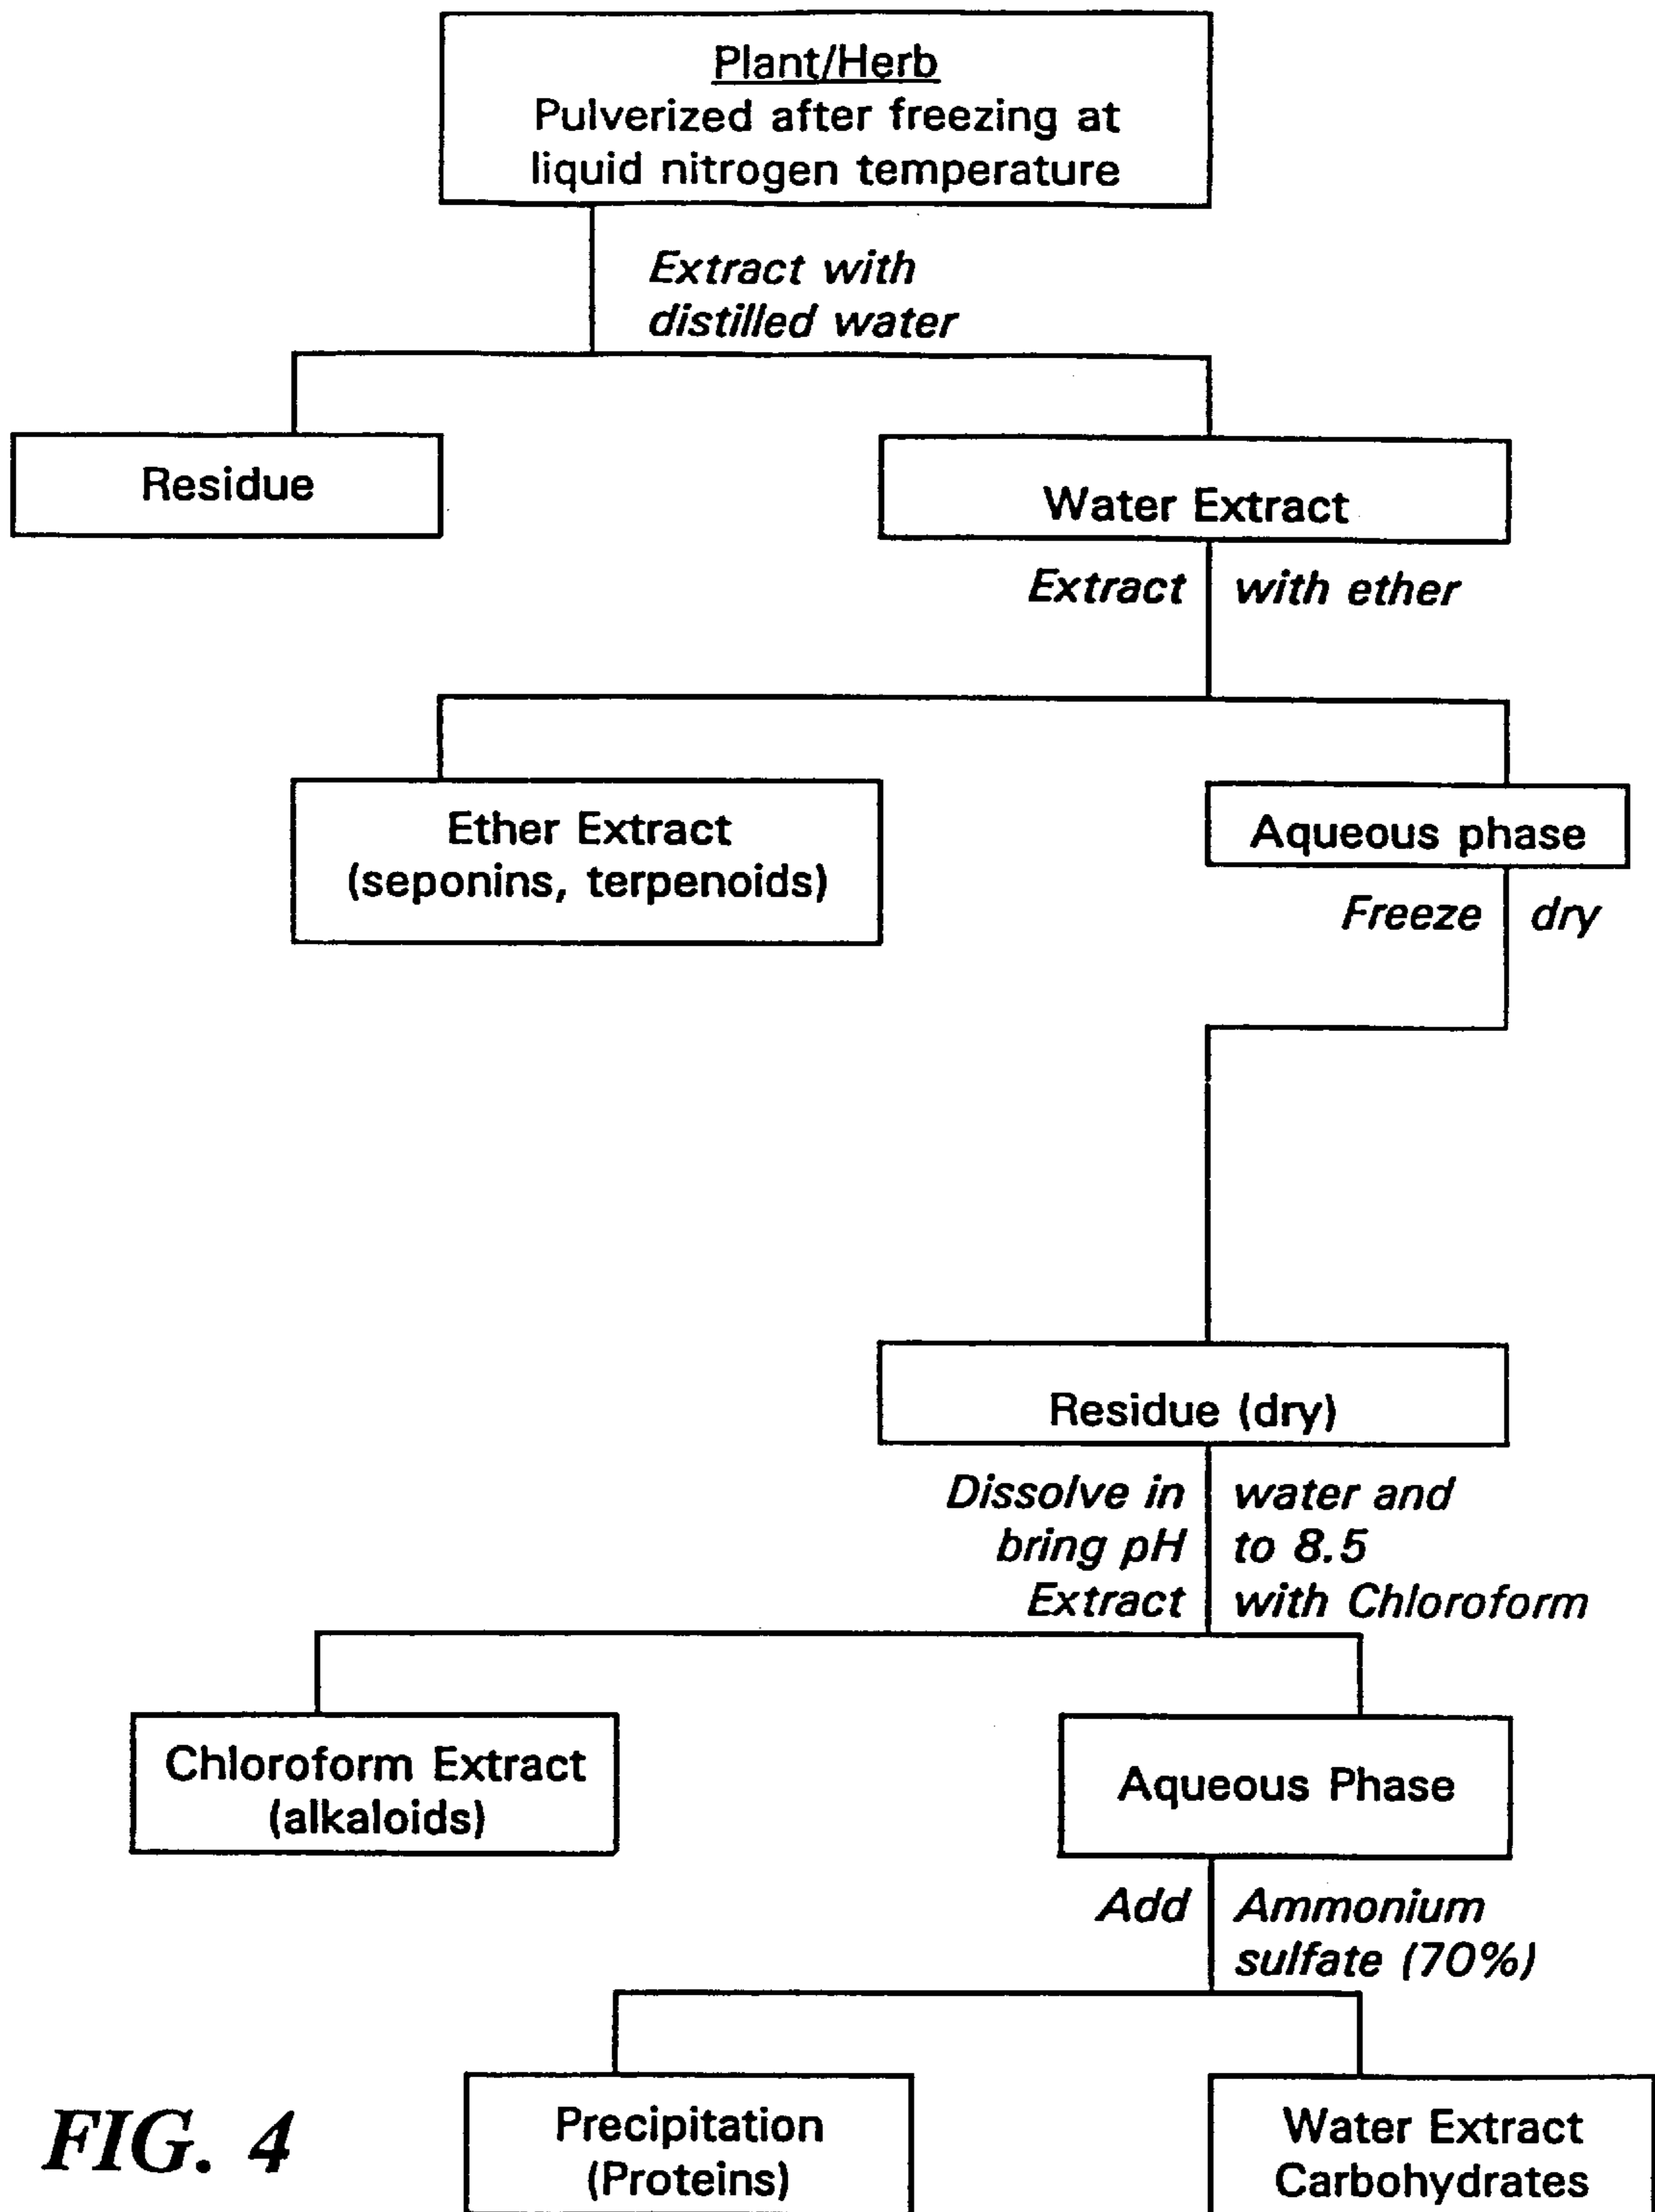 Plant/Herb
Pulverized after freezing at
liquid nitrogen temperature
Extract with
distilled water
Residue
Water Extract
Extract with ether
Ether Extract
(seponins, terpenoids)
Aqueous phase
Freeze dry
Residue (dry)
Dissolve in water and
bring pH to 8.5
Extract with Chloroform
Chloroform Extract
(alkaloids)
Aqueous Phase
Add Ammonium
sulfate (70%)
Precipitation
(Proteins)
Water Extract
Carbohydrates
FIG. 4